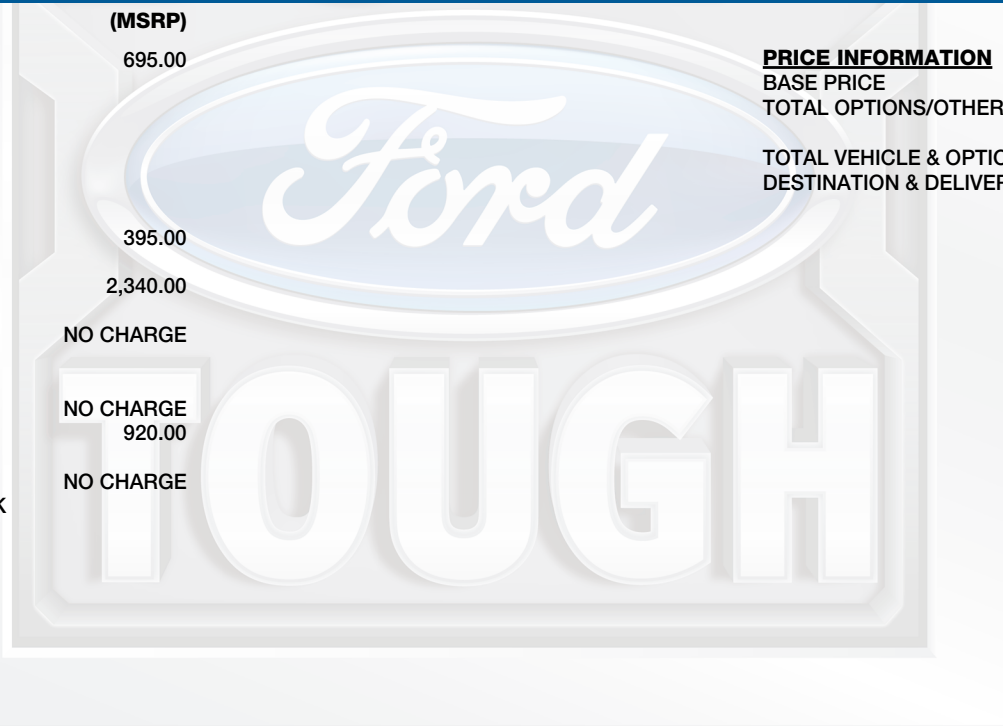 (MSRP)
695.00
395.00
2,340.00
NO CHARGE
NO CHARGE
920.00
NO CHARGE
K
PRICE INFORMATION
BASE PRICE
TOTAL OPTIONS/OTHER
TOTAL VEHICLE & OPTIO
DESTINATION & DELIVER
Ford
TOUGH